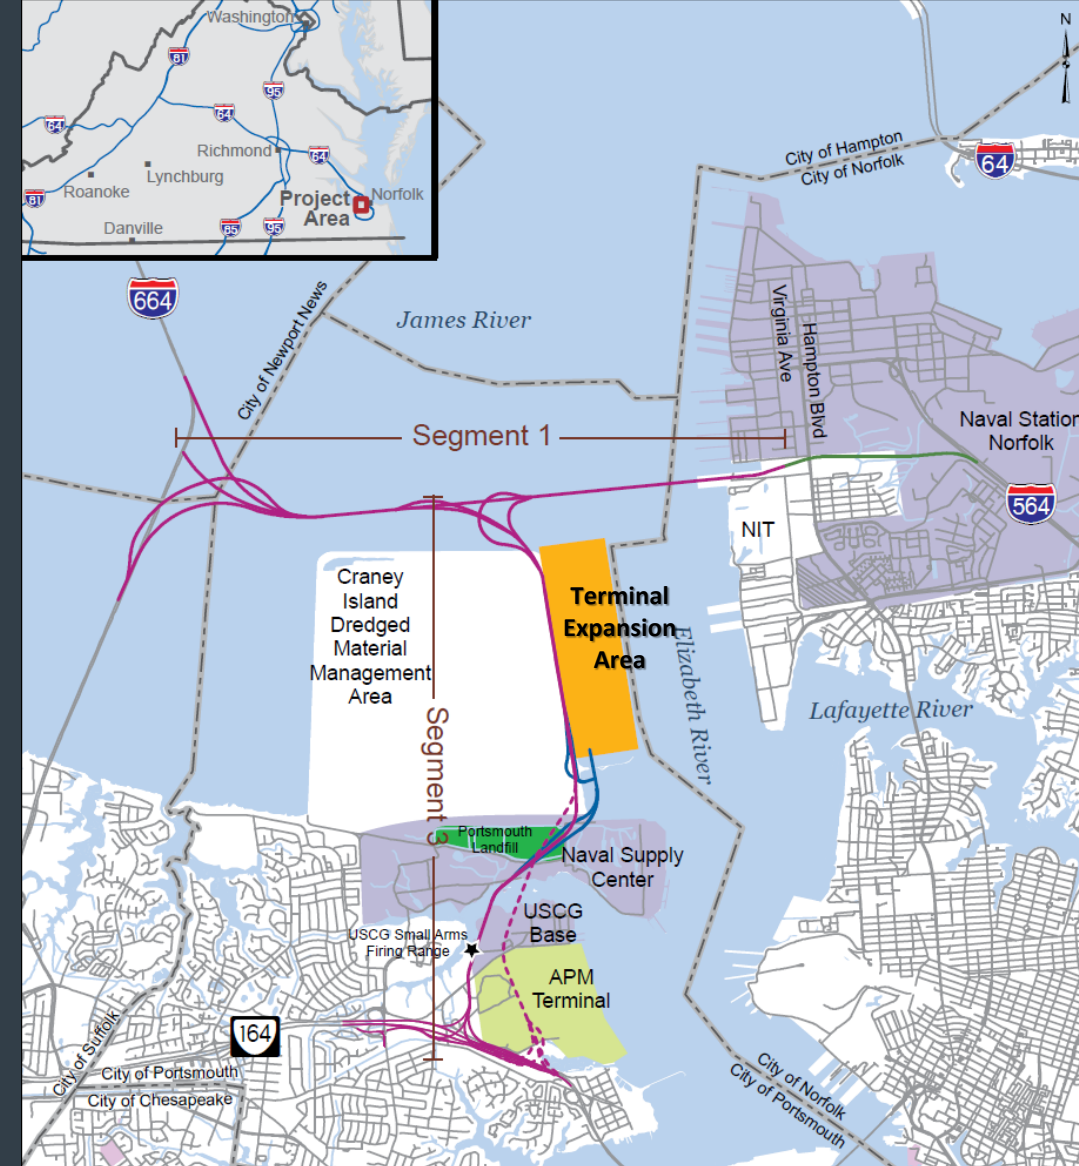 Washington
81
95
64
64
Richmond
64
Lynchburg
Roanoke
81
Project
Area
Norfolk
Danville
85
95
N
City of Hampton
City of Norfolk
64
664
City of Newport News
James River
Virginia Ave
Hampton Blvd
Naval Station
Norfolk
Segment 1
564
NIT
Craney
Island
Dredged
Material
Management
Area
Terminal
Expansion
Area
Elizabeth River
Lafayette River
Segment 3
Portsmouth
Landfill
Naval Supply
Center
USCG
Base
USCG Small Arms
Firing Range
APM
Terminal
164
City of Suffolk
City of Portsmouth
City of Chesapeake
City of Norfolk
City of Portsmouth